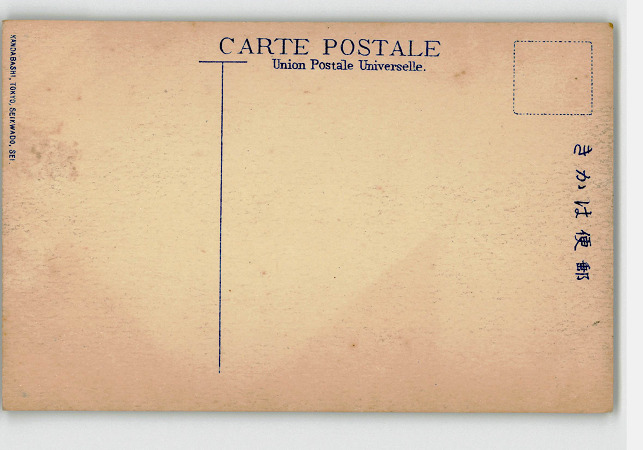 CARTE POSTALE
Union Postale Universelle.
きかは便郵
KANDABASHI, TOKYO, SEIKWADO, SEI.